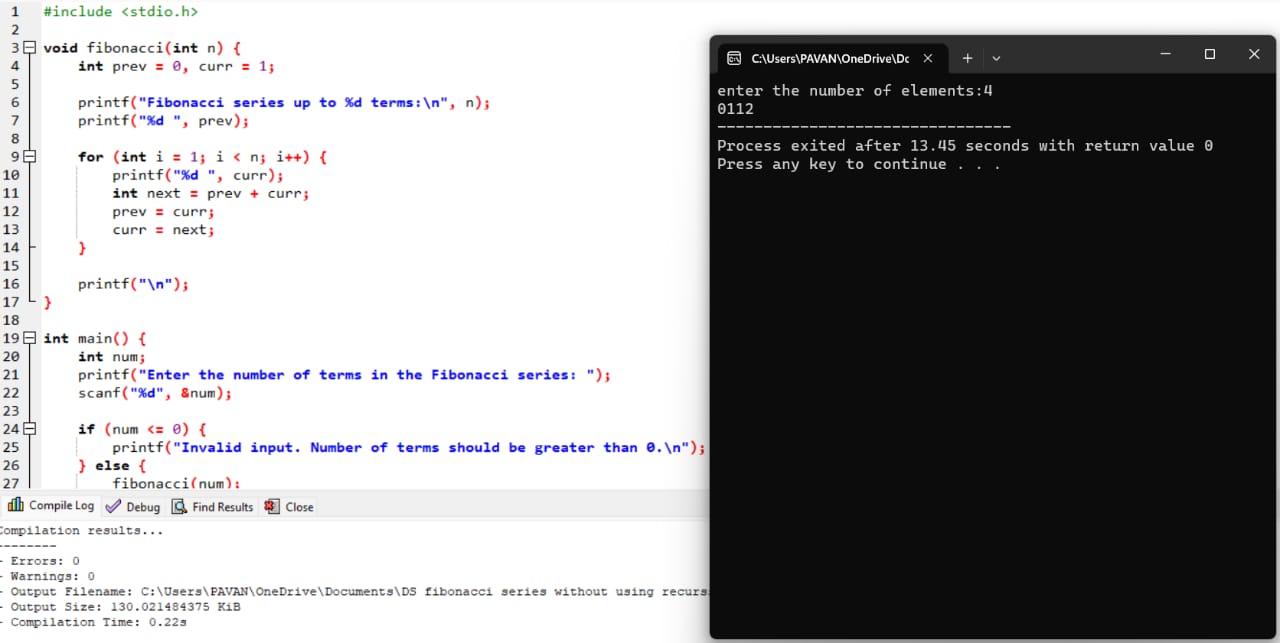 1 #include <stdio.h>
2
3 void fibonacci(int n) {
4 int prev = 0, curr = 1;
5
6 printf("Fibonacci series up to %d terms:\n", n);
7 printf("%d ", prev);
8
9 for (int i = 1; i < n; i++) {
10 printf("%d ", curr);
11 int next = prev + curr;
12 prev = curr;
13 curr = next;
14 }
15
16 printf("\n");
17 }
18
19 int main() {
20 int num;
21 printf("Enter the number of terms in the Fibonacci series: ");
22 scanf("%d", &num);
23
24 if (num <= 0) {
25 printf("Invalid input. Number of terms should be greater than 0.\n");
26 } else {
27 fibonacci(num);
Compile Log Debug Find Results Close
Compilation results...
--------
- Errors: 0
- Warnings: 0
- Output Filename: C:\Users\PAVAN\OneDrive\Documents\DS fibonacci series without using recurs
- Output Size: 130.021484375 KiB
- Compilation Time: 0.22s
C:\Users\PAVAN\OneDrive\Dc
enter the number of elements:4
0112
--------------------------------
Process exited after 13.45 seconds with return value 0
Press any key to continue . . .